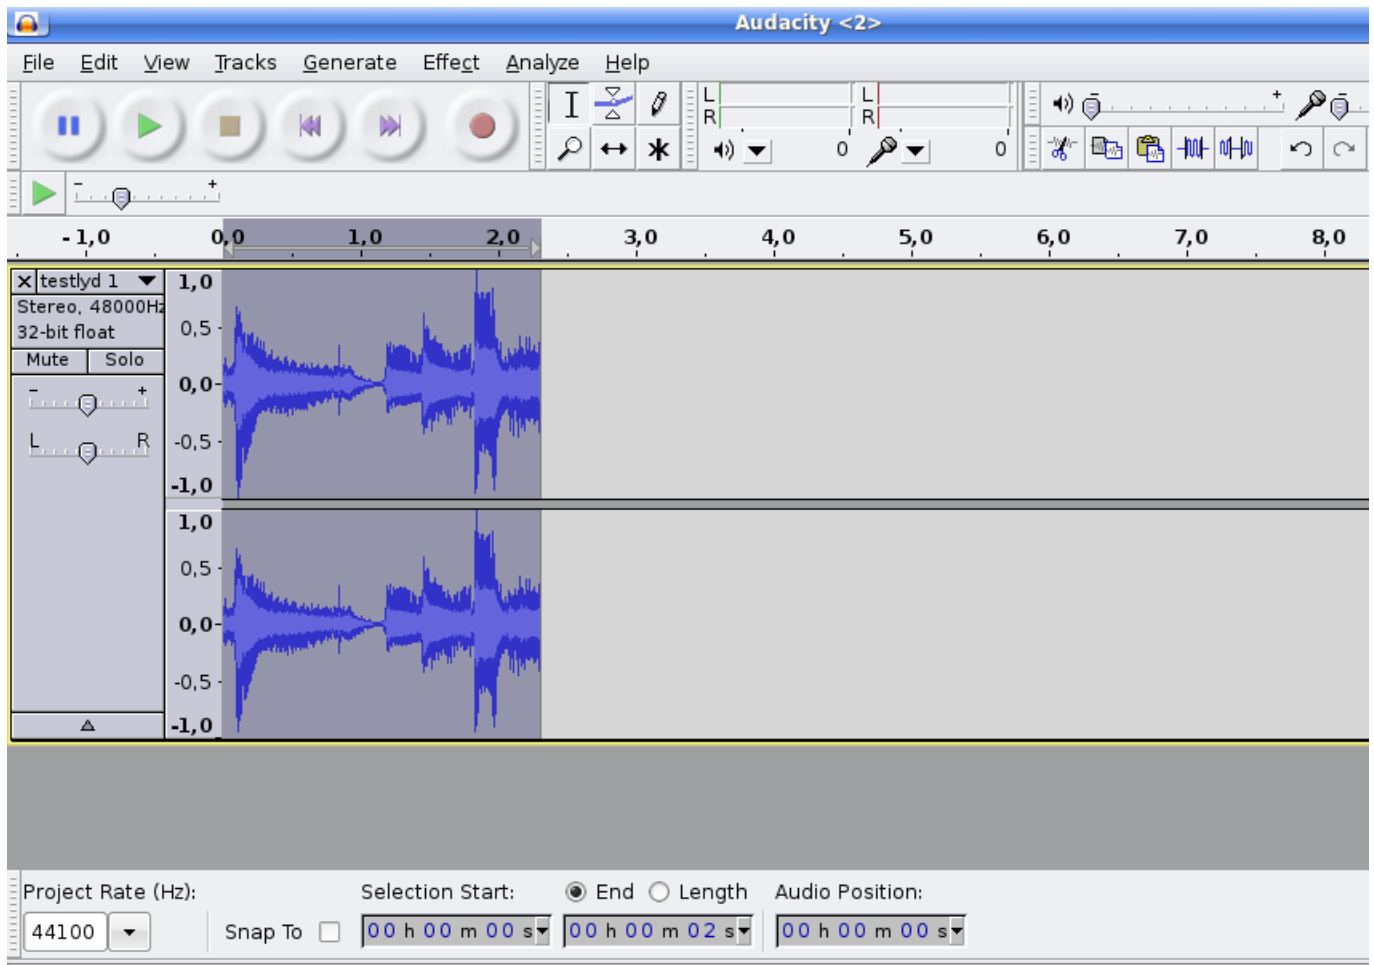 Audacity <2>
File Edit View Tracks Generate Effect Analyze Help
L L
R R
0 0
- +
- 1,0 0,0 1,0 2,0 3,0 4,0 5,0 6,0 7,0 8,0
testlyd 1
Stereo, 48000Hz
32-bit float
Mute Solo
- +
L R
1,0
0,5
0,0
-0,5
-1,0
1,0
0,5
0,0
-0,5
-1,0
Project Rate (Hz): Selection Start: End Length Audio Position:
44100 Snap To 00 h 00 m 00 s 00 h 00 m 02 s 00 h 00 m 00 s